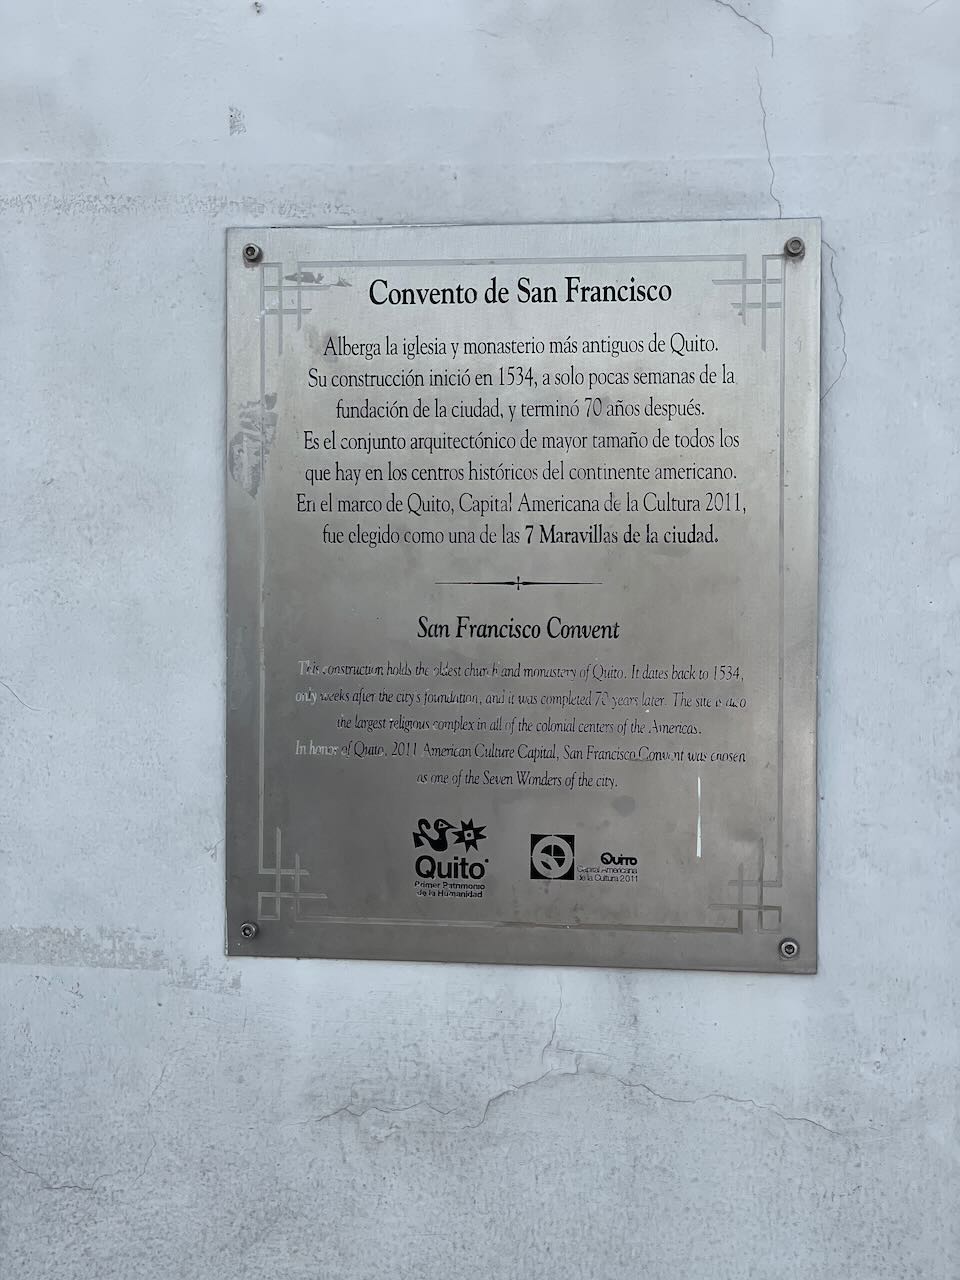 Convento de San Francisco
Alberga la iglesia y monasterio más antiguos de Quito.
Su construcción inició en 1534, a solo pocas semanas de la
fundación de la ciudad, y terminó 70 años después.
Es el conjunto arquitectónico de mayor tamaño de todos los
que hay en los centros históricos del continente americano.
En el marco de Quito, Capital Americana de la Cultura 2011,
fue elegido como una de las 7 Maravillas de la ciudad.
San Francisco Convent
This construction holds the oldest church and monastery of Quito. It dates back to 1534,
only weeks after the city's foundation, and it was completed 70 years later. The site is also
the largest religious complex in all of the colonial centers of the Americas.
In honor of Quito, 2011 American Culture Capital, San Francisco Convent was chosen
as one of the Seven Wonders of the city.
Quito
Primer Patrimonio
de la Humanidad
Quito
Capital Americana
de la Cultura 2011